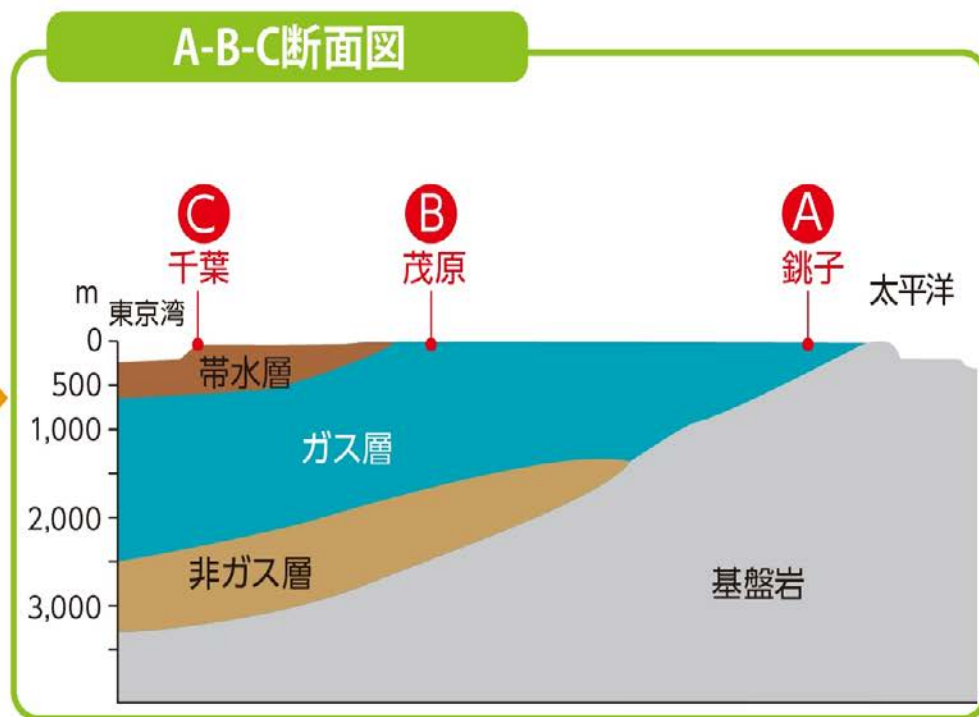 A-B-C断面図
C
千葉
B
茂原
A
銚子
太平洋
m
東京湾
0
500
1,000
2,000
3,000
帯水層
ガス層
非ガス層
基盤岩